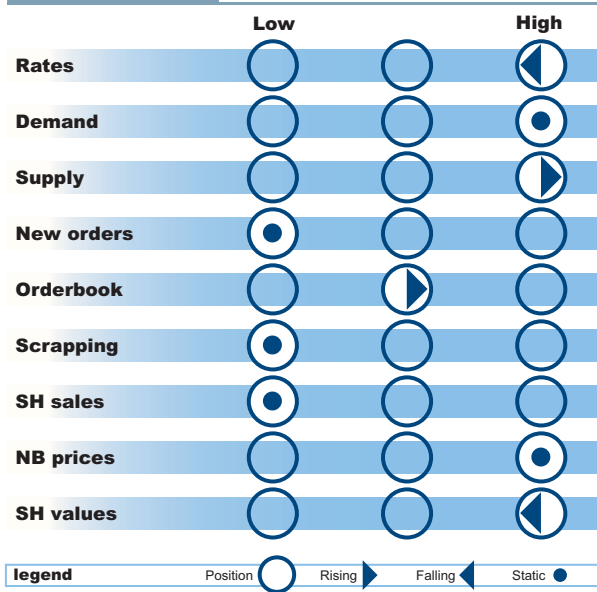 Low High
Rates
Demand
Supply
New orders
Orderbook
Scrapping
SH sales
NB prices
SH values
legend Position Rising Falling Static